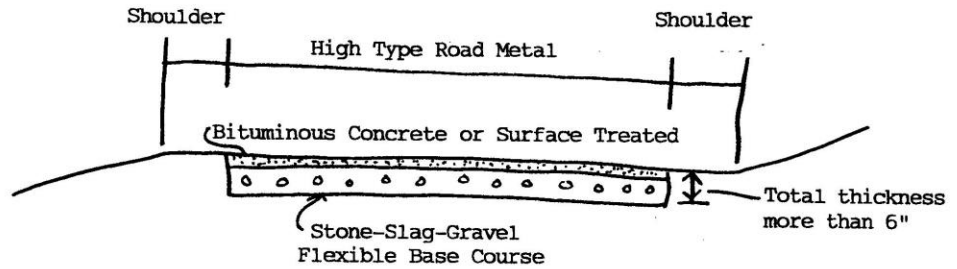 Shoulder
Shoulder
High Type Road Metal
Bituminous Concrete or Surface Treated
Total thickness
more than 6"
Stone-Slag-Gravel
Flexible Base Course